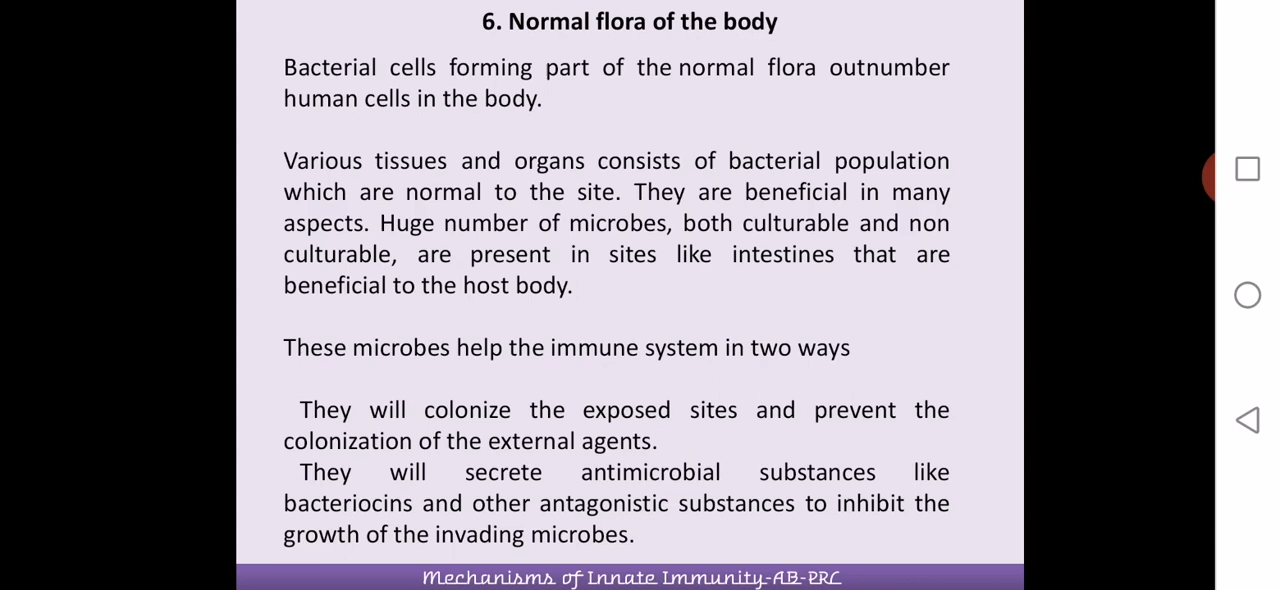 6. Normal flora of the body
Bacterial cells forming part of the normal flora outnumber
human cells in the body.
Various tissues and organs consists of bacterial population
which are normal to the site. They are beneficial in many
aspects. Huge number of microbes, both culturable and non
culturable, are present in sites like intestines that are
beneficial to the host body.
These microbes help the immune system in two ways
They will colonize the exposed sites and prevent the
colonization of the external agents.
They will secrete antimicrobial substances like
bacteriocins and other antagonistic substances to inhibit the
growth of the invading microbes.
Mechanisms of Innate Immunity-AB-PRC